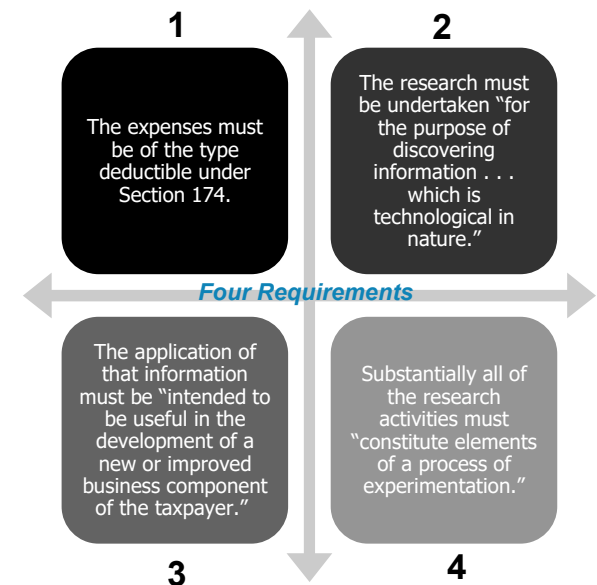 1
The expenses must
be of the type
deductible under
Section 174.
2
The research must
be undertaken “for
the purpose of
discovering
information . . .
which is
technological in
nature.”
Four Requirements
The application of
that information
must be “intended to
be useful in the
development of a
new or improved
business component
of the taxpayer.”
3
Substantially all of
the research
activities must
“constitute elements
of a process of
experimentation.”
4